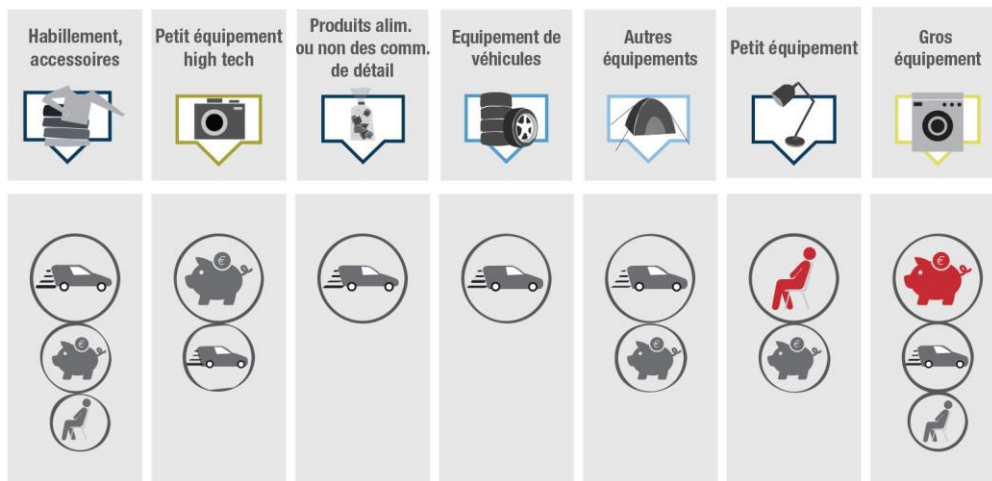 Habillement,
accessoires
Petit équipement
high tech
Produits alim.
ou non des comm.
de détail
Equipement de
véhicules
Autres
équipements
Petit équipement
Gros
équipement
€
€
€
€
€